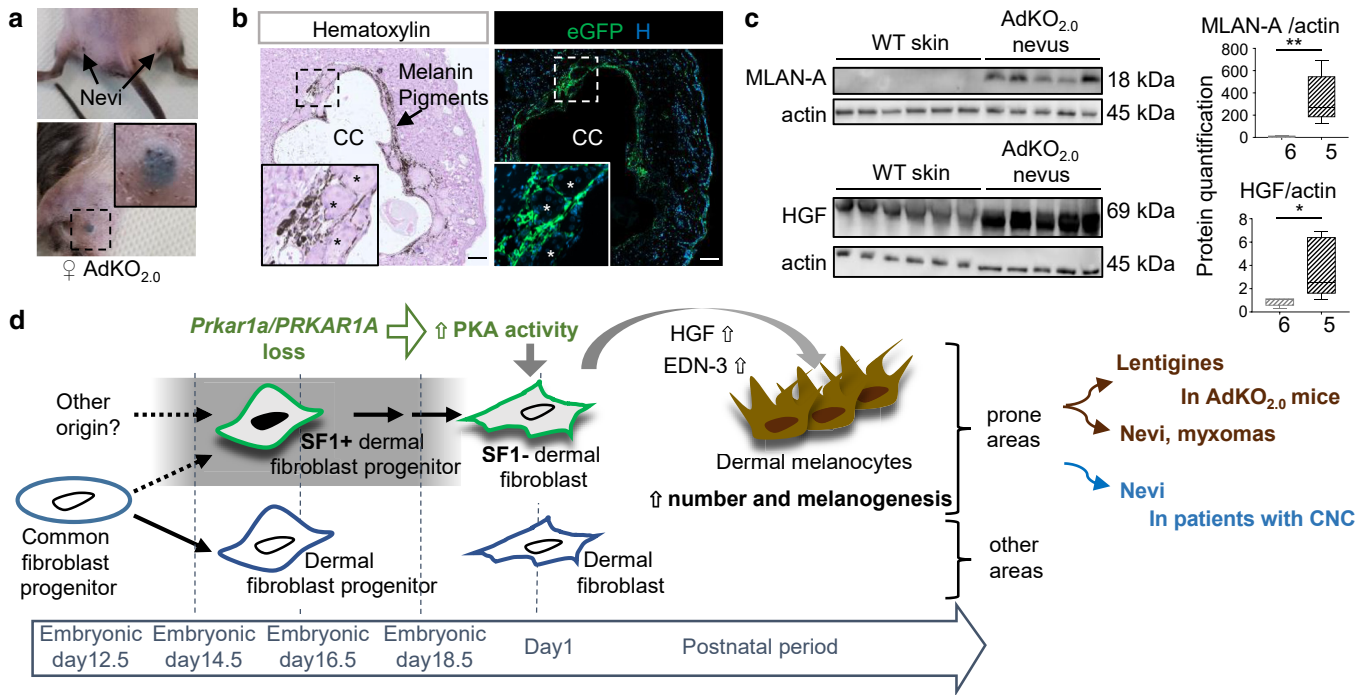 a
Nevi
♀ AdKO2.0
b
Hematoxylin
eGFP H
Melanin
Pigments
CC
*
*
*
CC
*
*
*
c
WT skin
AdKO2.0
nevus
MLAN-A
18 kDa
actin
45 kDa
WT skin
AdKO2.0
nevus
HGF
69 kDa
actin
45 kDa
Protein quantification
MLAN-A /actin
800
600
400
200
0
**
6
5
HGF/actin
8
6
4
2
0
*
6
5
d
Prkar1a/PRKAR1A
loss
⇧ PKA activity
HGF ⇧
EDN-3 ⇧
Other
origin?
SF1+ dermal
fibroblast progenitor
SF1- dermal
fibroblast
Dermal melanocytes
⇧ number and melanogenesis
Common
fibroblast
progenitor
Dermal
fibroblast progenitor
Dermal
fibroblast
prone
areas
other
areas
Lentigines
In AdKO2.0 mice
Nevi, myxomas
Nevi
In patients with CNC
Embryonic
day12.5
Embryonic
day14.5
Embryonic
day16.5
Embryonic
day18.5
Day1
Postnatal period